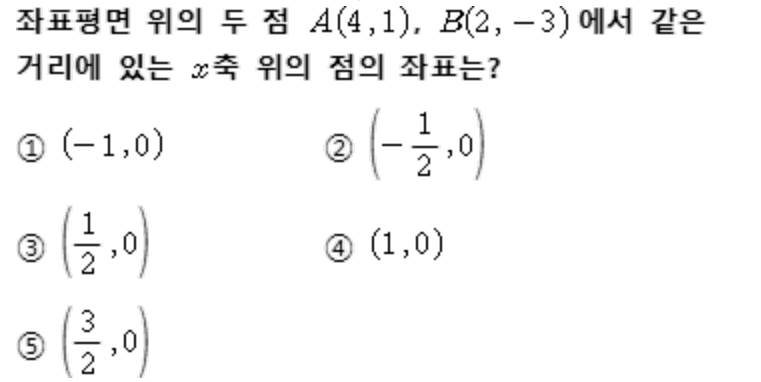 좌표평면 위의 두 점 A(4,1), B(2, -3)에서 같은
거리에 있는 x축 위의 점의 좌표는?
① (-1,0) ② (-1/2,0)
③ (1/2,0) ④ (1,0)
⑤ (3/2,0)